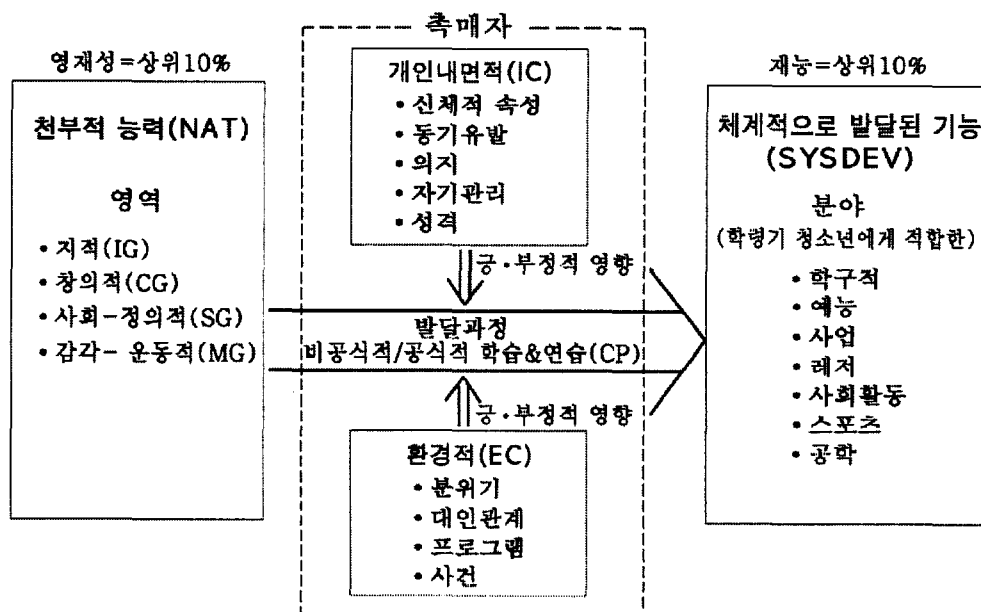 촉매자
영재성=상위10%
천부적 능력(NAT)
영역
• 지적(IG)
• 창의적(CG)
• 사회-정의적(SG)
• 감각- 운동적(MG)
개인내면적(IC)
• 신체적 속성
• 동기유발
• 의지
• 자기관리
• 성격
긍·부정적 영향
발달과정
비공식적/공식적 학습&연습(CP)
긍·부정적 영향
환경적(EC)
• 분위기
• 대인관계
• 프로그램
• 사건
재능=상위10%
체계적으로 발달된 기능
(SYSDEV)
분야
(학령기 청소년에게 적합한)
• 학구적
• 예능
• 사업
• 레저
• 사회활동
• 스포츠
• 공학